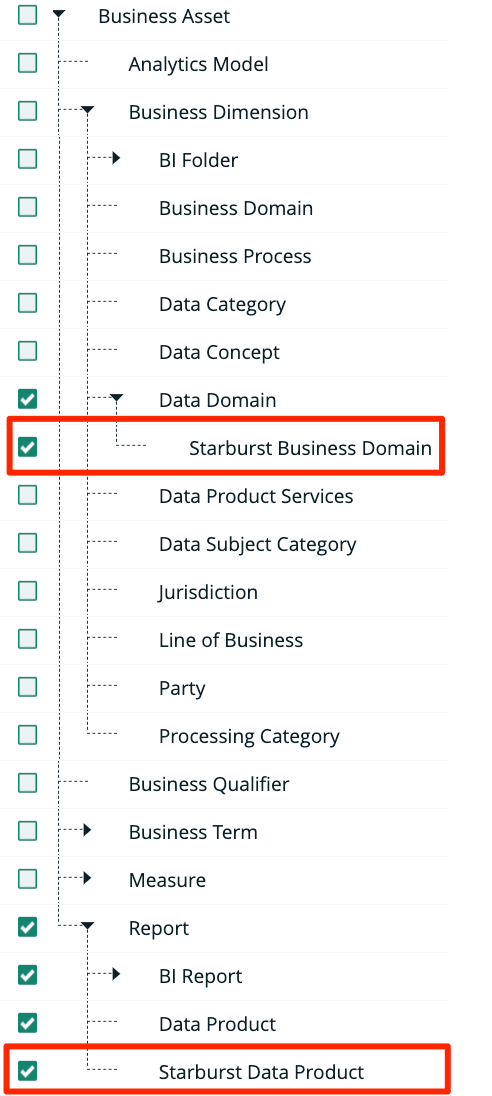 Business Asset
Analytics Model
Business Dimension
BI Folder
Business Domain
Business Process
Data Category
Data Concept
Data Domain
Starburst Business Domain
Data Product Services
Data Subject Category
Jurisdiction
Line of Business
Party
Processing Category
Business Qualifier
Business Term
Measure
Report
BI Report
Data Product
Starburst Data Product